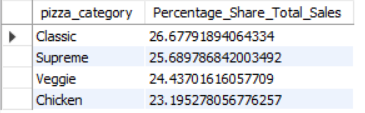 pizza_category Percentage_Share_Total_Sales
Classic 26.67791894064334
Supreme 25.689786842003492
Veggie 24.43701616057709
Chicken 23.195278056776257